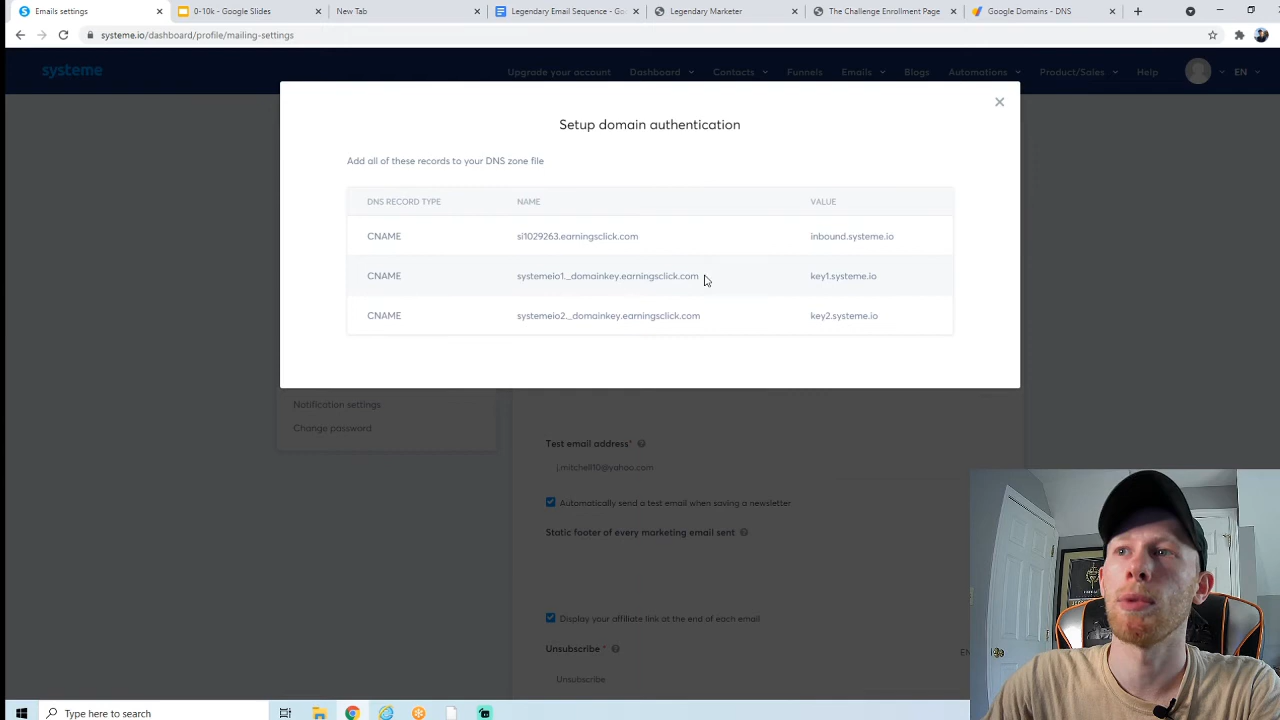 Emails settings
0-10k - Google Slides
New Tab
Legendary Email Sequence - Go
Legendary Marketer
The Challenge Enrollment Page
Google Domains - DNS
systeme.io/dashboard/profile/mailing-settings
systeme
Upgrade your account
Dashboard
Contacts
Funnels
Emails
Blogs
Automations
Product/Sales
Help
EN
Setup domain authentication
Add all of these records to your DNS zone file
DNS RECORD TYPE NAME VALUE
CNAME si1029263.earningsclick.com inbound.systeme.io
CNAME systemeio1._domainkey.earningsclick.com key1.systeme.io
CNAME systemeio2._domainkey.earningsclick.com key2.systeme.io
Notification settings
Change password
Test email address*
j.mitchell10@yahoo.com
Automatically send a test email when saving a newsletter
Static footer of every marketing email sent
Display your affiliate link at the end of each email
Unsubscribe *
EN
Unsubscribe
Type here to search